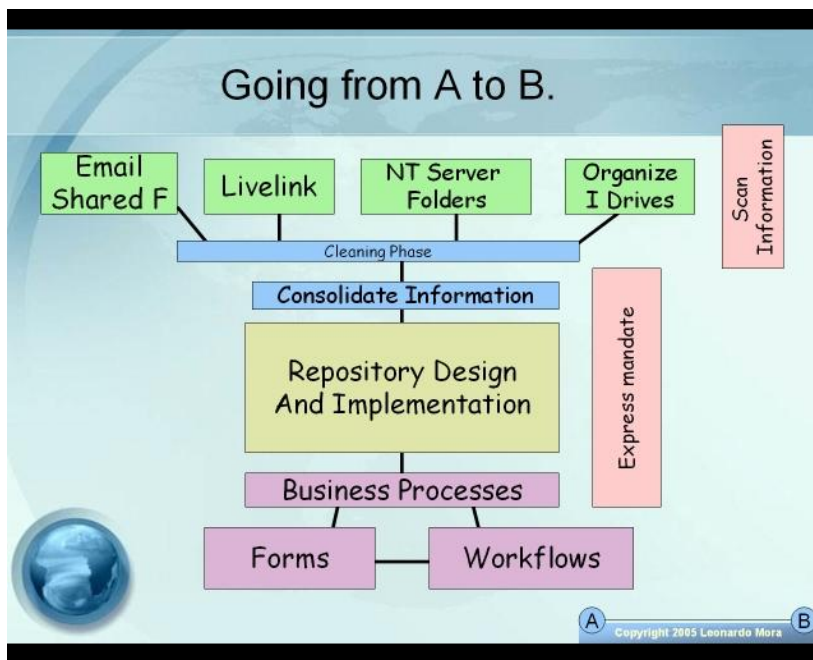 Going from A to B.
Email
Shared F
Livelink
NT Server
Folders
Organize
I Drives
Scan
Information
Cleaning Phase
Consolidate Information
Repository Design
And Implementation
Express mandate
Business Processes
Forms
Workflows
A
B
Copyright 2005 Leonardo Mora